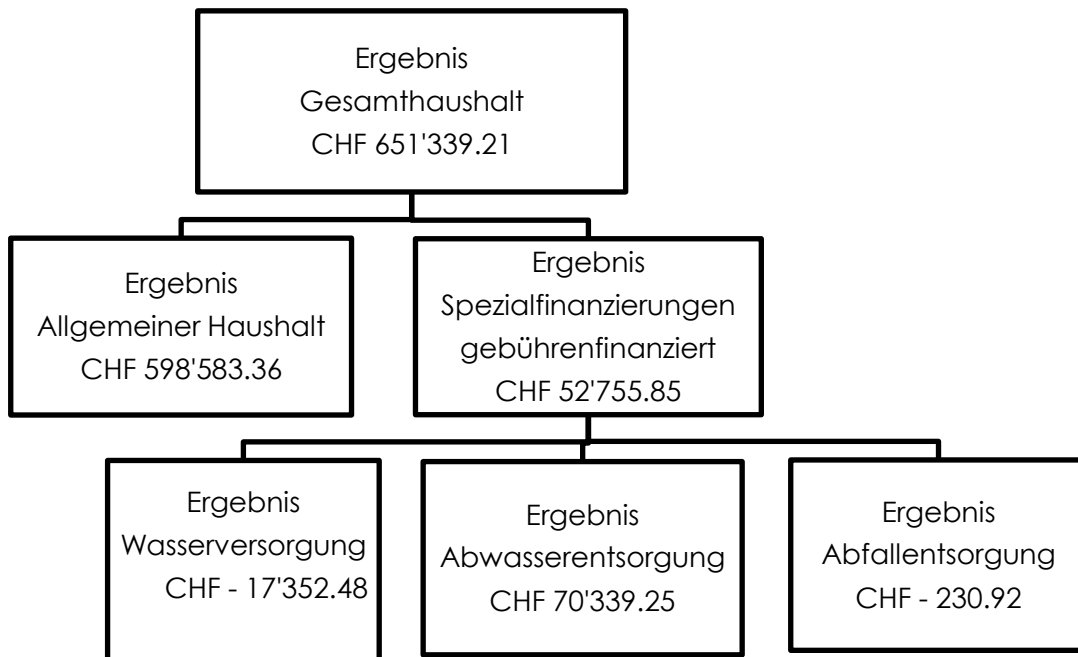 Ergebnis
Gesamthaushalt
CHF 651'339.21
Ergebnis
Allgemeiner Haushalt
CHF 598'583.36
Ergebnis
Spezialfinanzierungen
gebührenfinanziert
CHF 52'755.85
Ergebnis
Wasserversorgung
CHF - 17'352.48
Ergebnis
Abwasserentsorgung
CHF 70'339.25
Ergebnis
Abfallentsorgung
CHF - 230.92